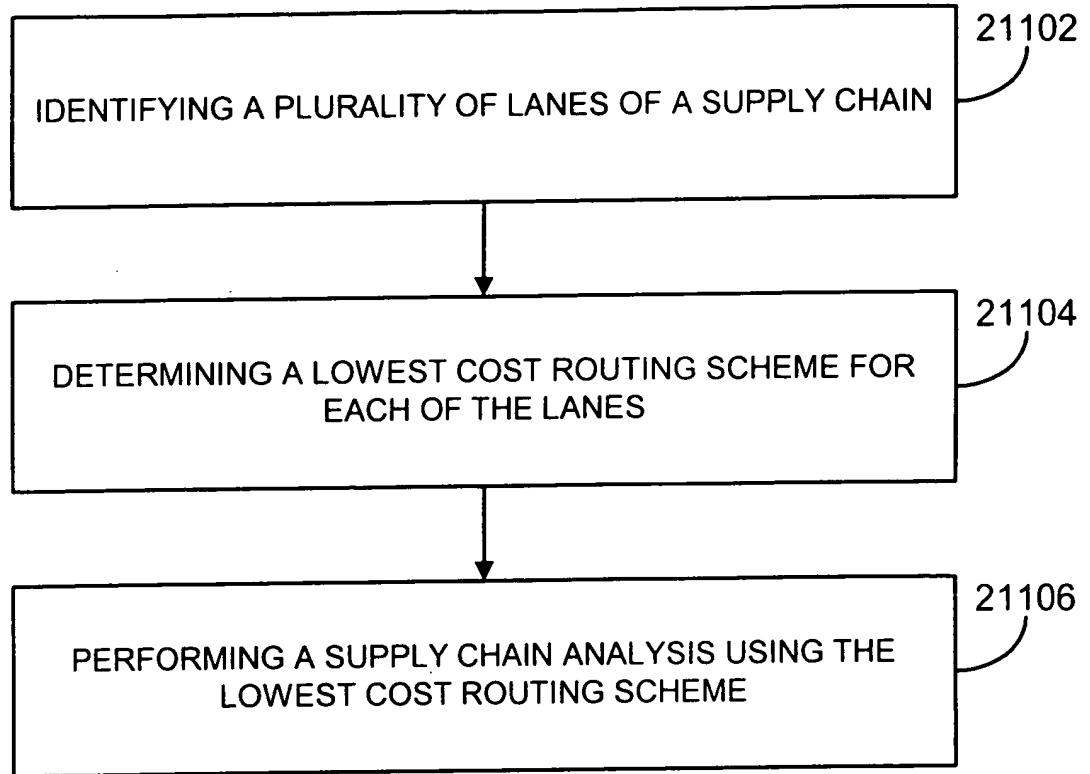 21102
IDENTIFYING A PLURALITY OF LANES OF A SUPPLY CHAIN
21104
DETERMINING A LOWEST COST ROUTING SCHEME FOR
EACH OF THE LANES
21106
PERFORMING A SUPPLY CHAIN ANALYSIS USING THE
LOWEST COST ROUTING SCHEME